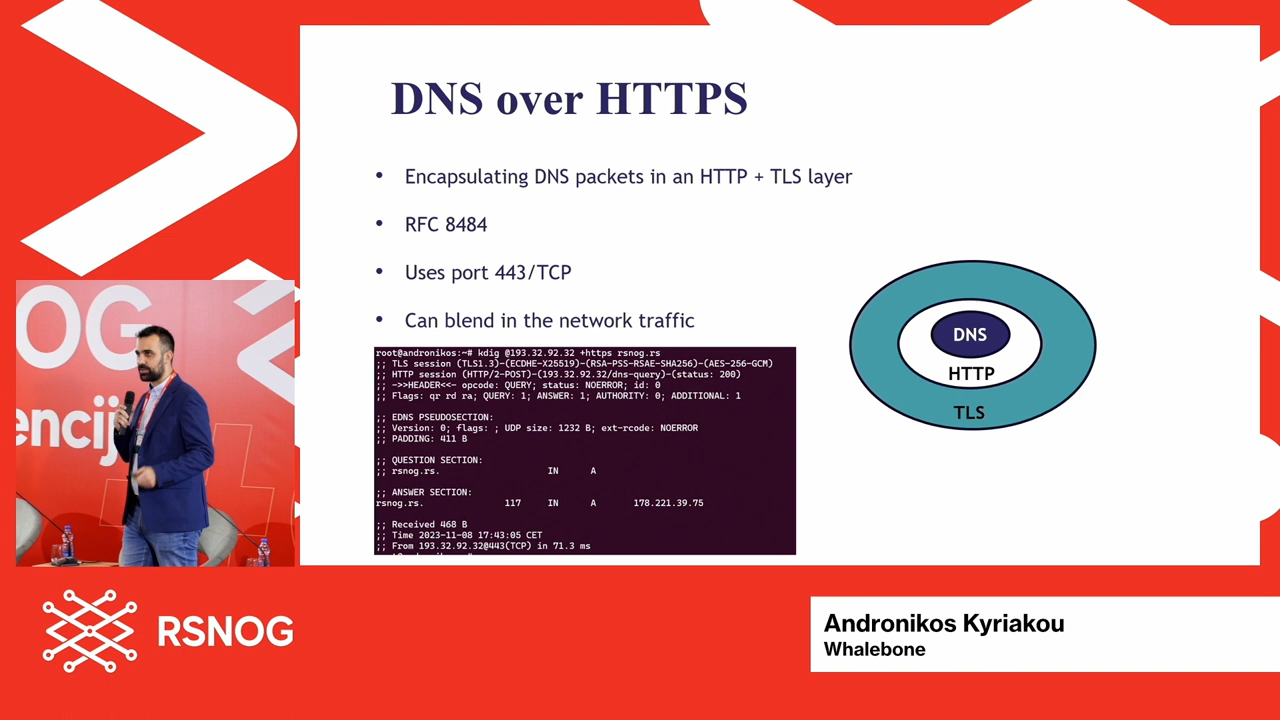 DNS over HTTPS
• Encapsulating DNS packets in an HTTP + TLS layer
• RFC 8484
• Uses port 443/TCP
• Can blend in the network traffic
root@andronikos:~# kdig @193.32.92.32 +https rsnog.rs
;; TLS session (TLS1.3)-(ECDHE-X25519)-(RSA-PSS-RSAE-SHA256)-(AES-256-GCM)
;; HTTP session (HTTP/2-POST)-(193.32.92.32/dns-query)-(status: 200)
;; ->>HEADER<<- opcode: QUERY; status: NOERROR; id: 0
;; Flags: qr rd ra; QUERY: 1; ANSWER: 1; AUTHORITY: 0; ADDITIONAL: 1
;; EDNS PSEUDOSECTION:
;; Version: 0; flags: ; UDP size: 1232 B; ext-rcode: NOERROR
;; PADDING: 411 B
;; QUESTION SECTION:
;; rsnog.rs. IN A
;; ANSWER SECTION:
rsnog.rs. 117 IN A 178.221.39.75
;; Received 468 B
;; Time 2023-11-08 17:43:05 CET
;; From 193.32.92.32@443(TCP) in 71.3 ms
DNS
HTTP
TLS
OG
encij
RSNOG
Andronikos Kyriakou
Whalebone